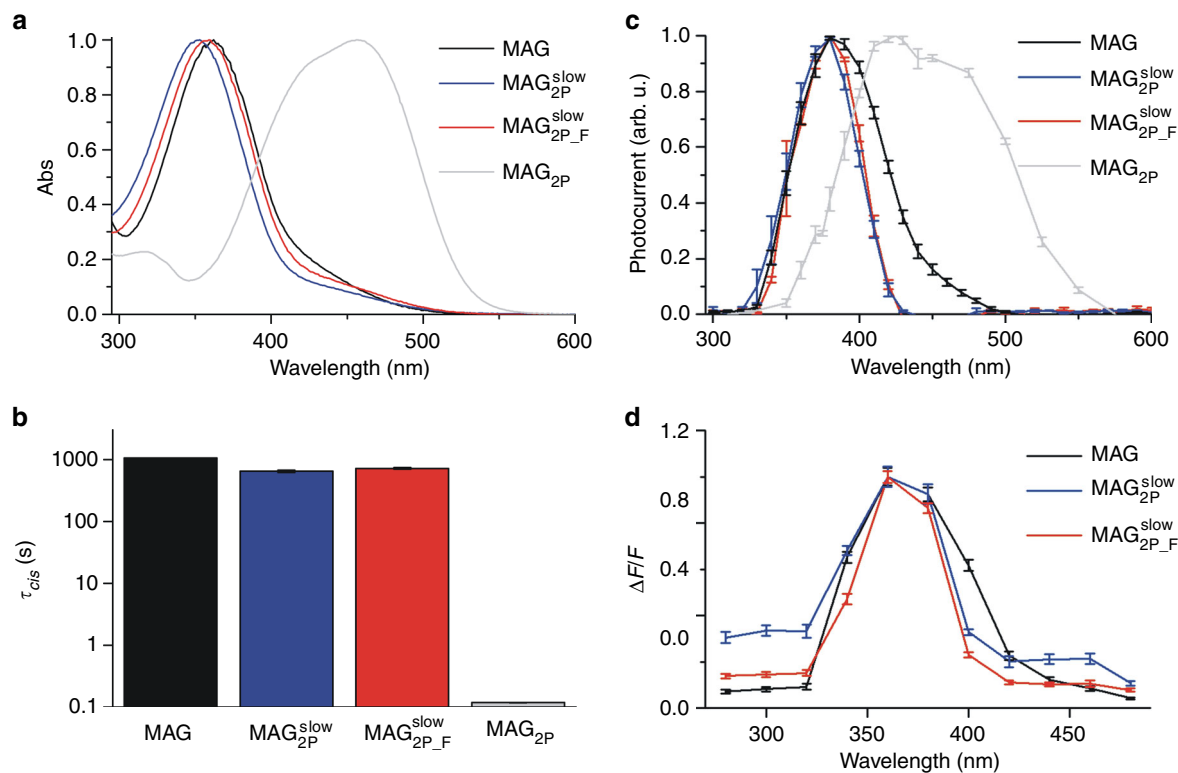 a
1.0
0.8
0.6
0.4
0.2
0.0
Abs
300
400
500
600
Wavelength (nm)
MAG
MAG2P^slow
MAG2P_F^slow
MAG2P
b
1000
100
10
1
0.1
τcis (s)
MAG
MAG2P^slow
MAG2P_F^slow
MAG2P
c
1.0
0.8
0.6
0.4
0.2
0.0
Photocurrent (arb. u.)
300
400
500
600
Wavelength (nm)
MAG
MAG2P^slow
MAG2P_F^slow
MAG2P
d
1.2
0.8
0.4
0.0
0.0
ΔF/F
300
350
400
450
Wavelength (nm)
MAG
MAG2P^slow
MAG2P_F^slow